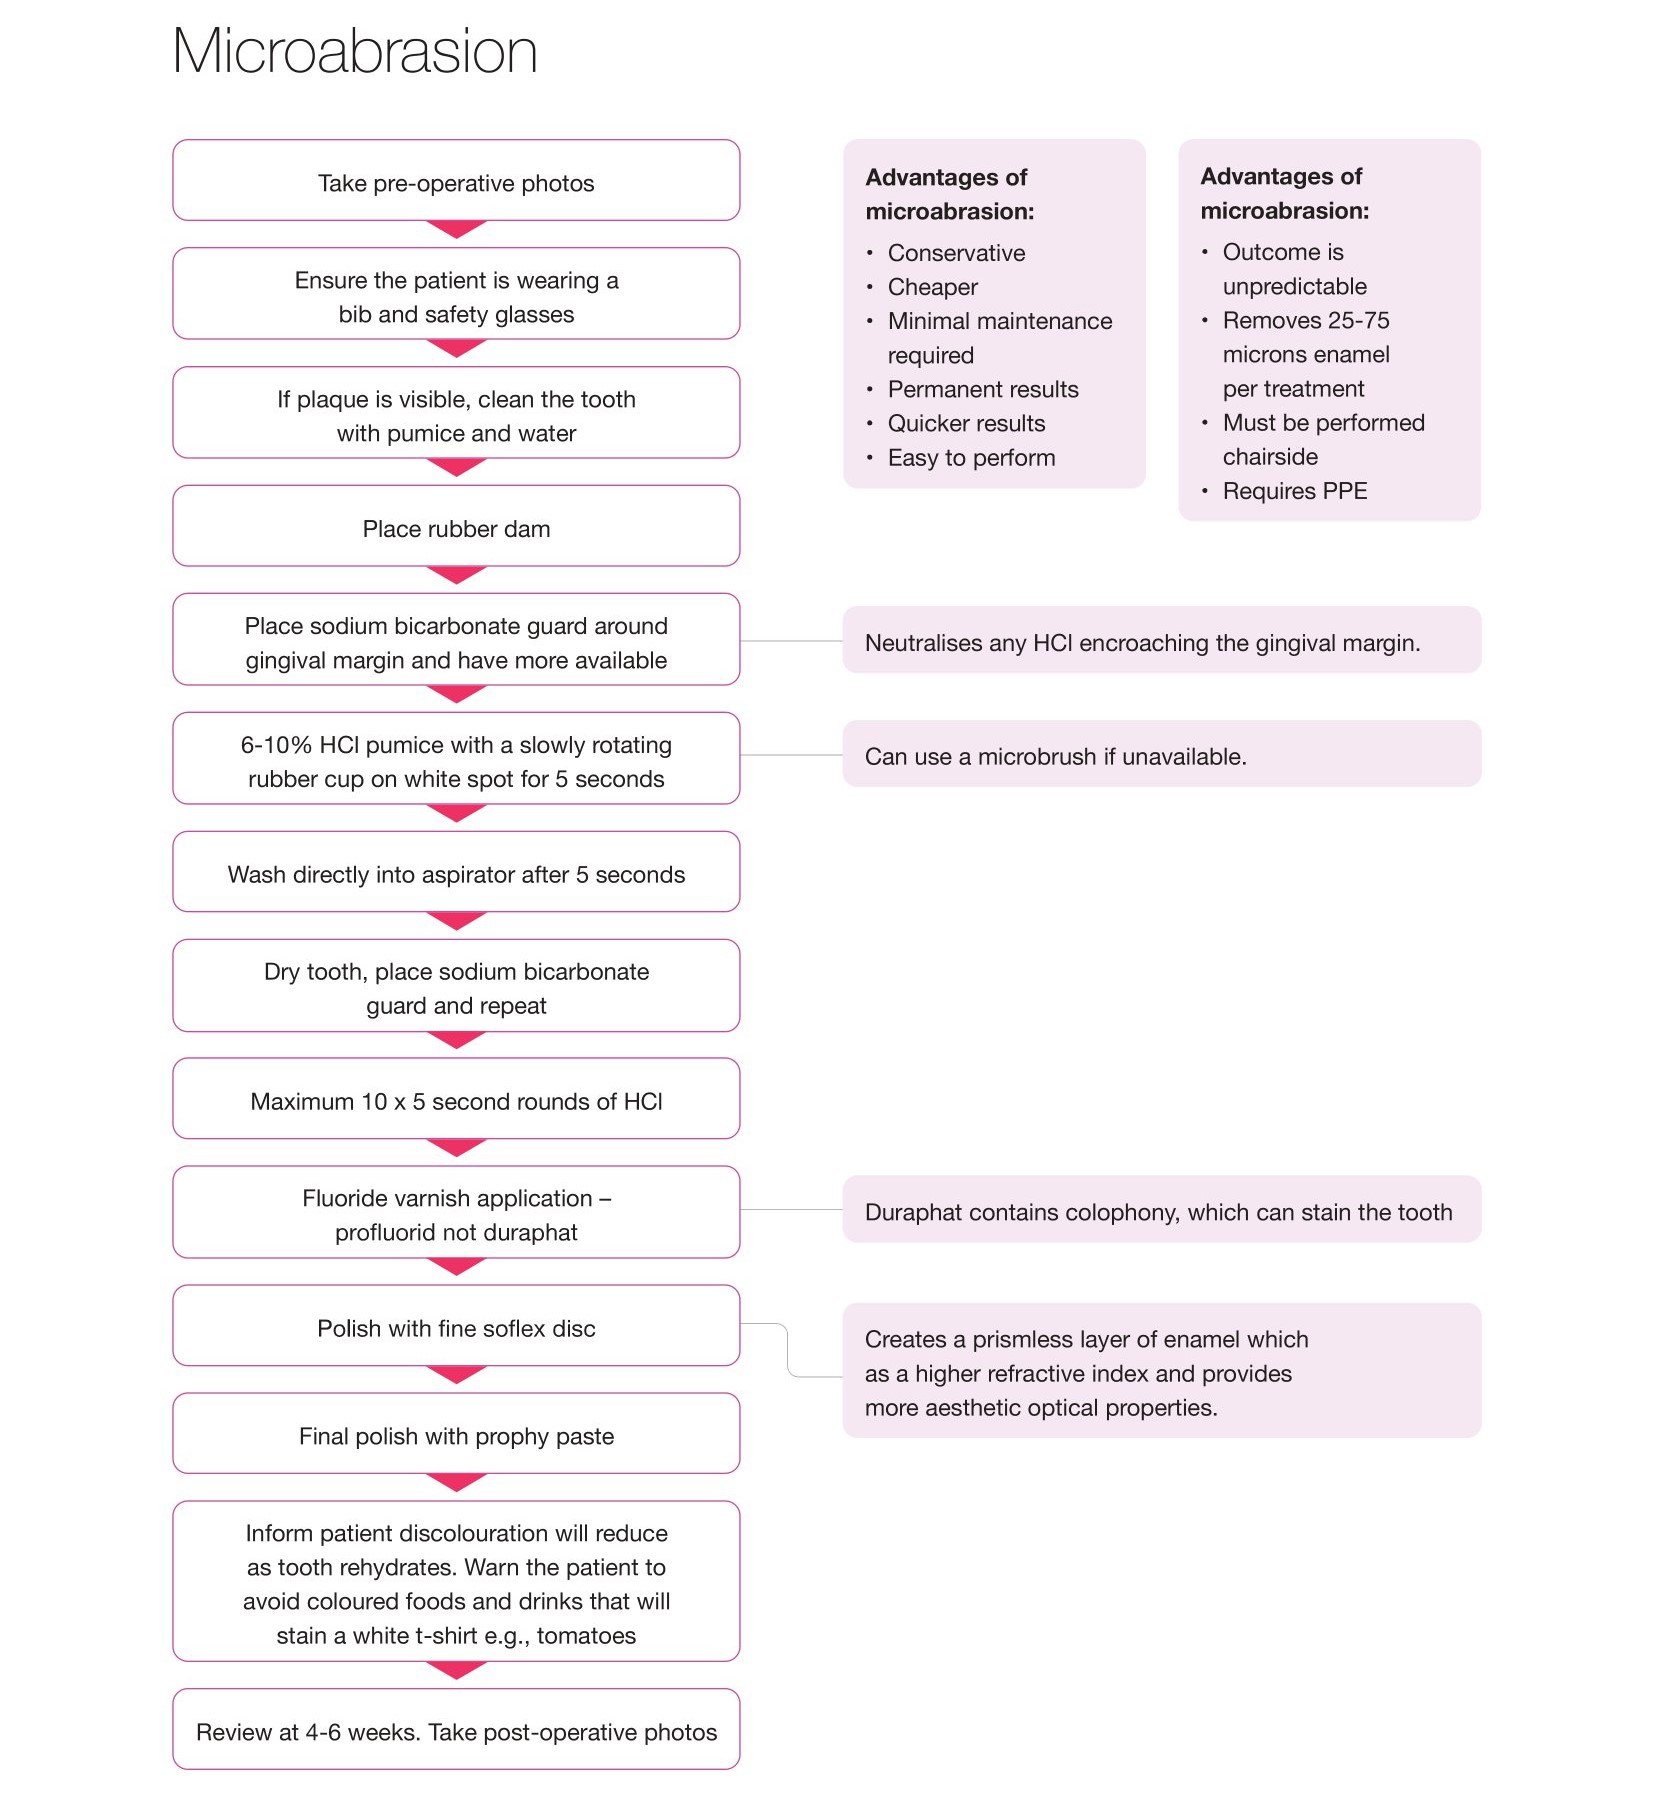 Microabrasion
Take pre-operative photos
Ensure the patient is wearing a
bib and safety glasses
If plaque is visible, clean the tooth
with pumice and water
Place rubber dam
Place sodium bicarbonate guard around
gingival margin and have more available
6-10% HCl pumice with a slowly rotating
rubber cup on white spot for 5 seconds
Wash directly into aspirator after 5 seconds
Dry tooth, place sodium bicarbonate
guard and repeat
Maximum 10 x 5 second rounds of HCl
Fluoride varnish application –
profluorid not duraphat
Polish with fine soflex disc
Final polish with prophy paste
Inform patient discolouration will reduce
as tooth rehydrates. Warn the patient to
avoid coloured foods and drinks that will
stain a white t-shirt e.g., tomatoes
Review at 4-6 weeks. Take post-operative photos
Advantages of
microabrasion:
• Conservative
• Cheaper
• Minimal maintenance
required
• Permanent results
• Quicker results
• Easy to perform
Advantages of
microabrasion:
• Outcome is
unpredictable
• Removes 25-75
microns enamel
per treatment
• Must be performed
chairside
• Requires PPE
Neutralises any HCl encroaching the gingival margin.
Can use a microbrush if unavailable.
Duraphat contains colophony, which can stain the tooth
Creates a prismless layer of enamel which
as a higher refractive index and provides
more aesthetic optical properties.